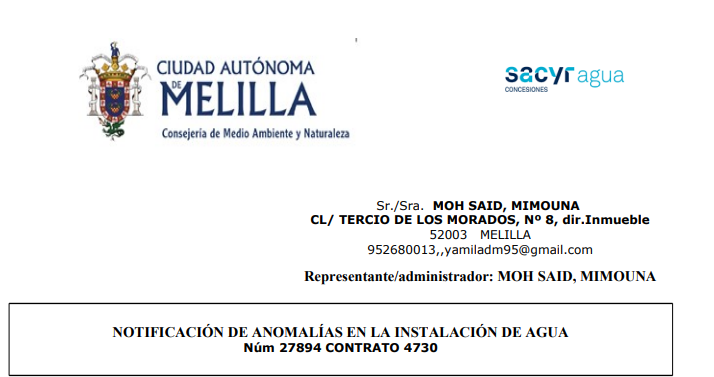 CIUDAD AUTÓNOMA
DE
MELILLA
Consejería de Medio Ambiente y Naturaleza
sacyr agua
CONCESIONES
Sr./Sra. MOH SAID, MIMOUNA
CL/ TERCIO DE LOS MORADOS, Nº 8, dir.Inmueble
52003 MELILLA
952680013,,yamiladm95@gmail.com
Representante/administrador: MOH SAID, MIMOUNA
NOTIFICACIÓN DE ANOMALÍAS EN LA INSTALACIÓN DE AGUA
Núm 27894 CONTRATO 4730